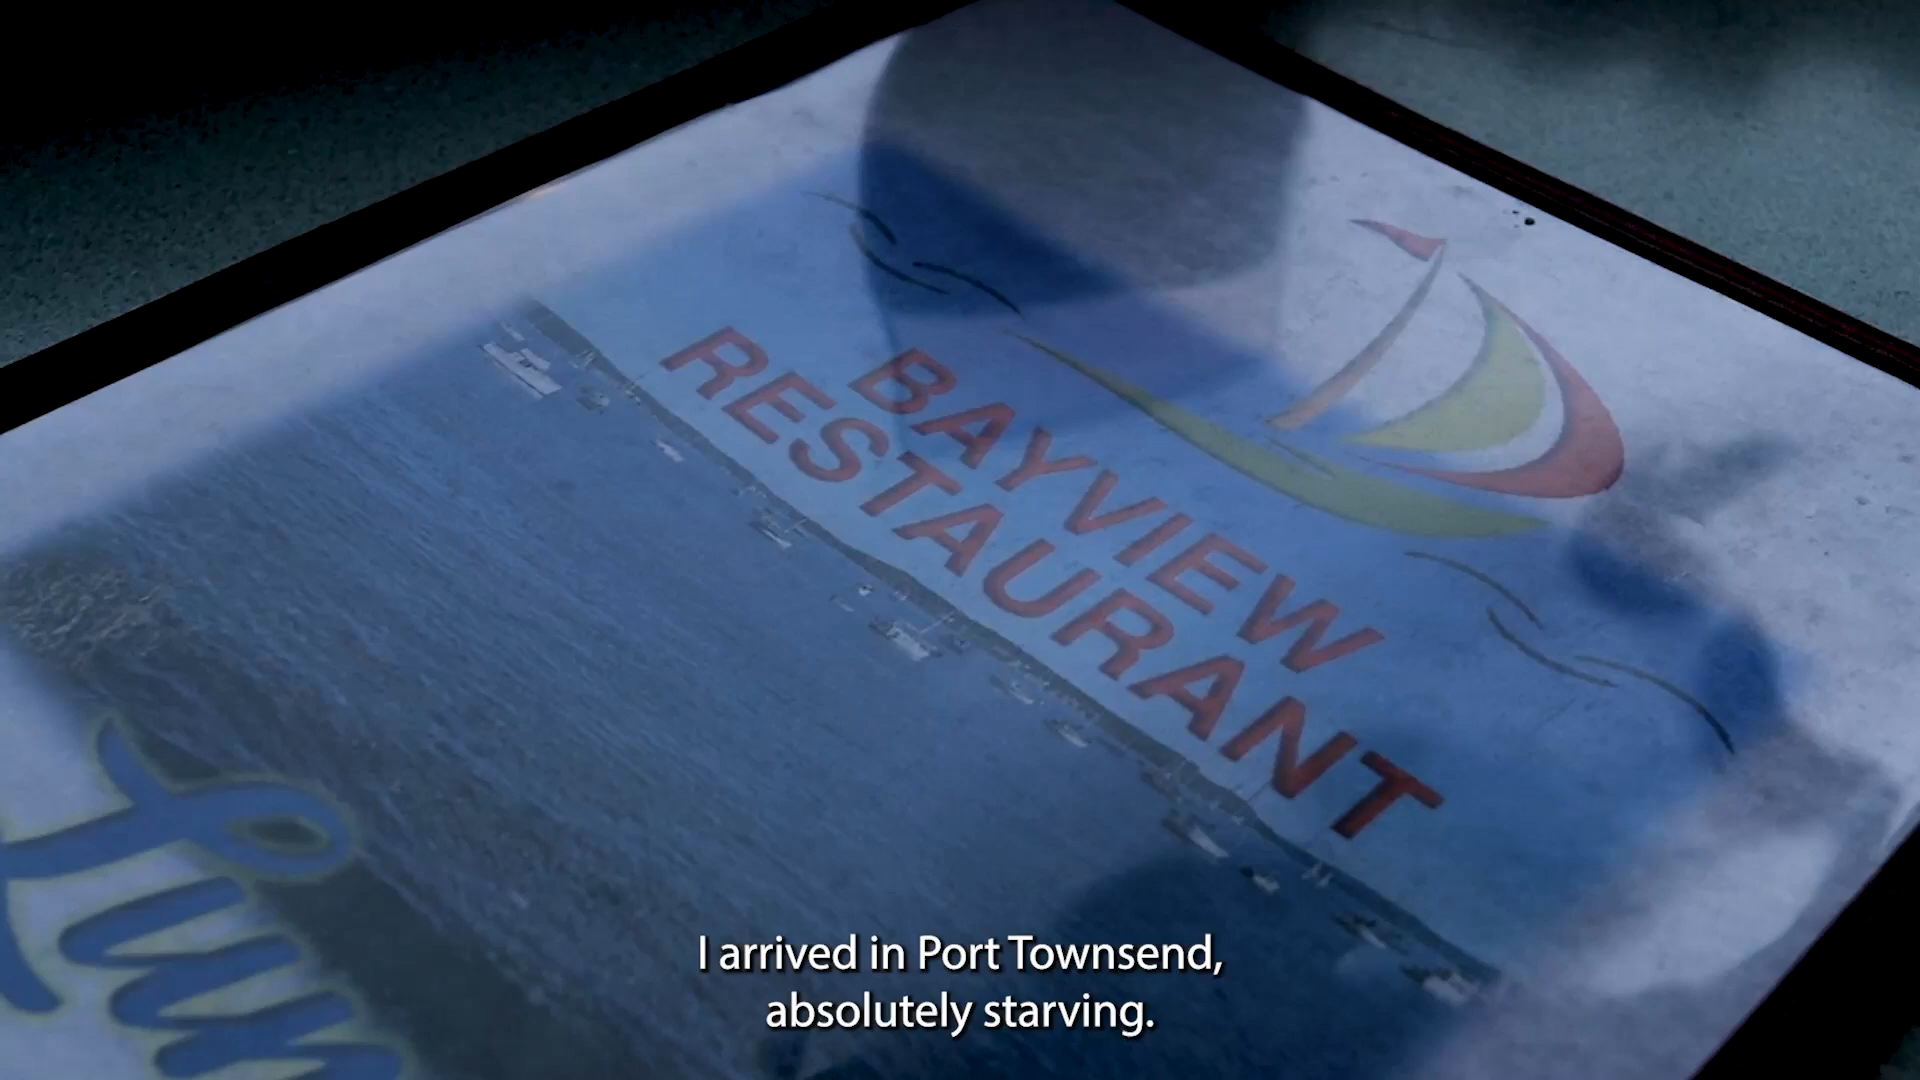 BAYVIEW
RESTAURANT
I arrived in Port Townsend,
absolutely starving.